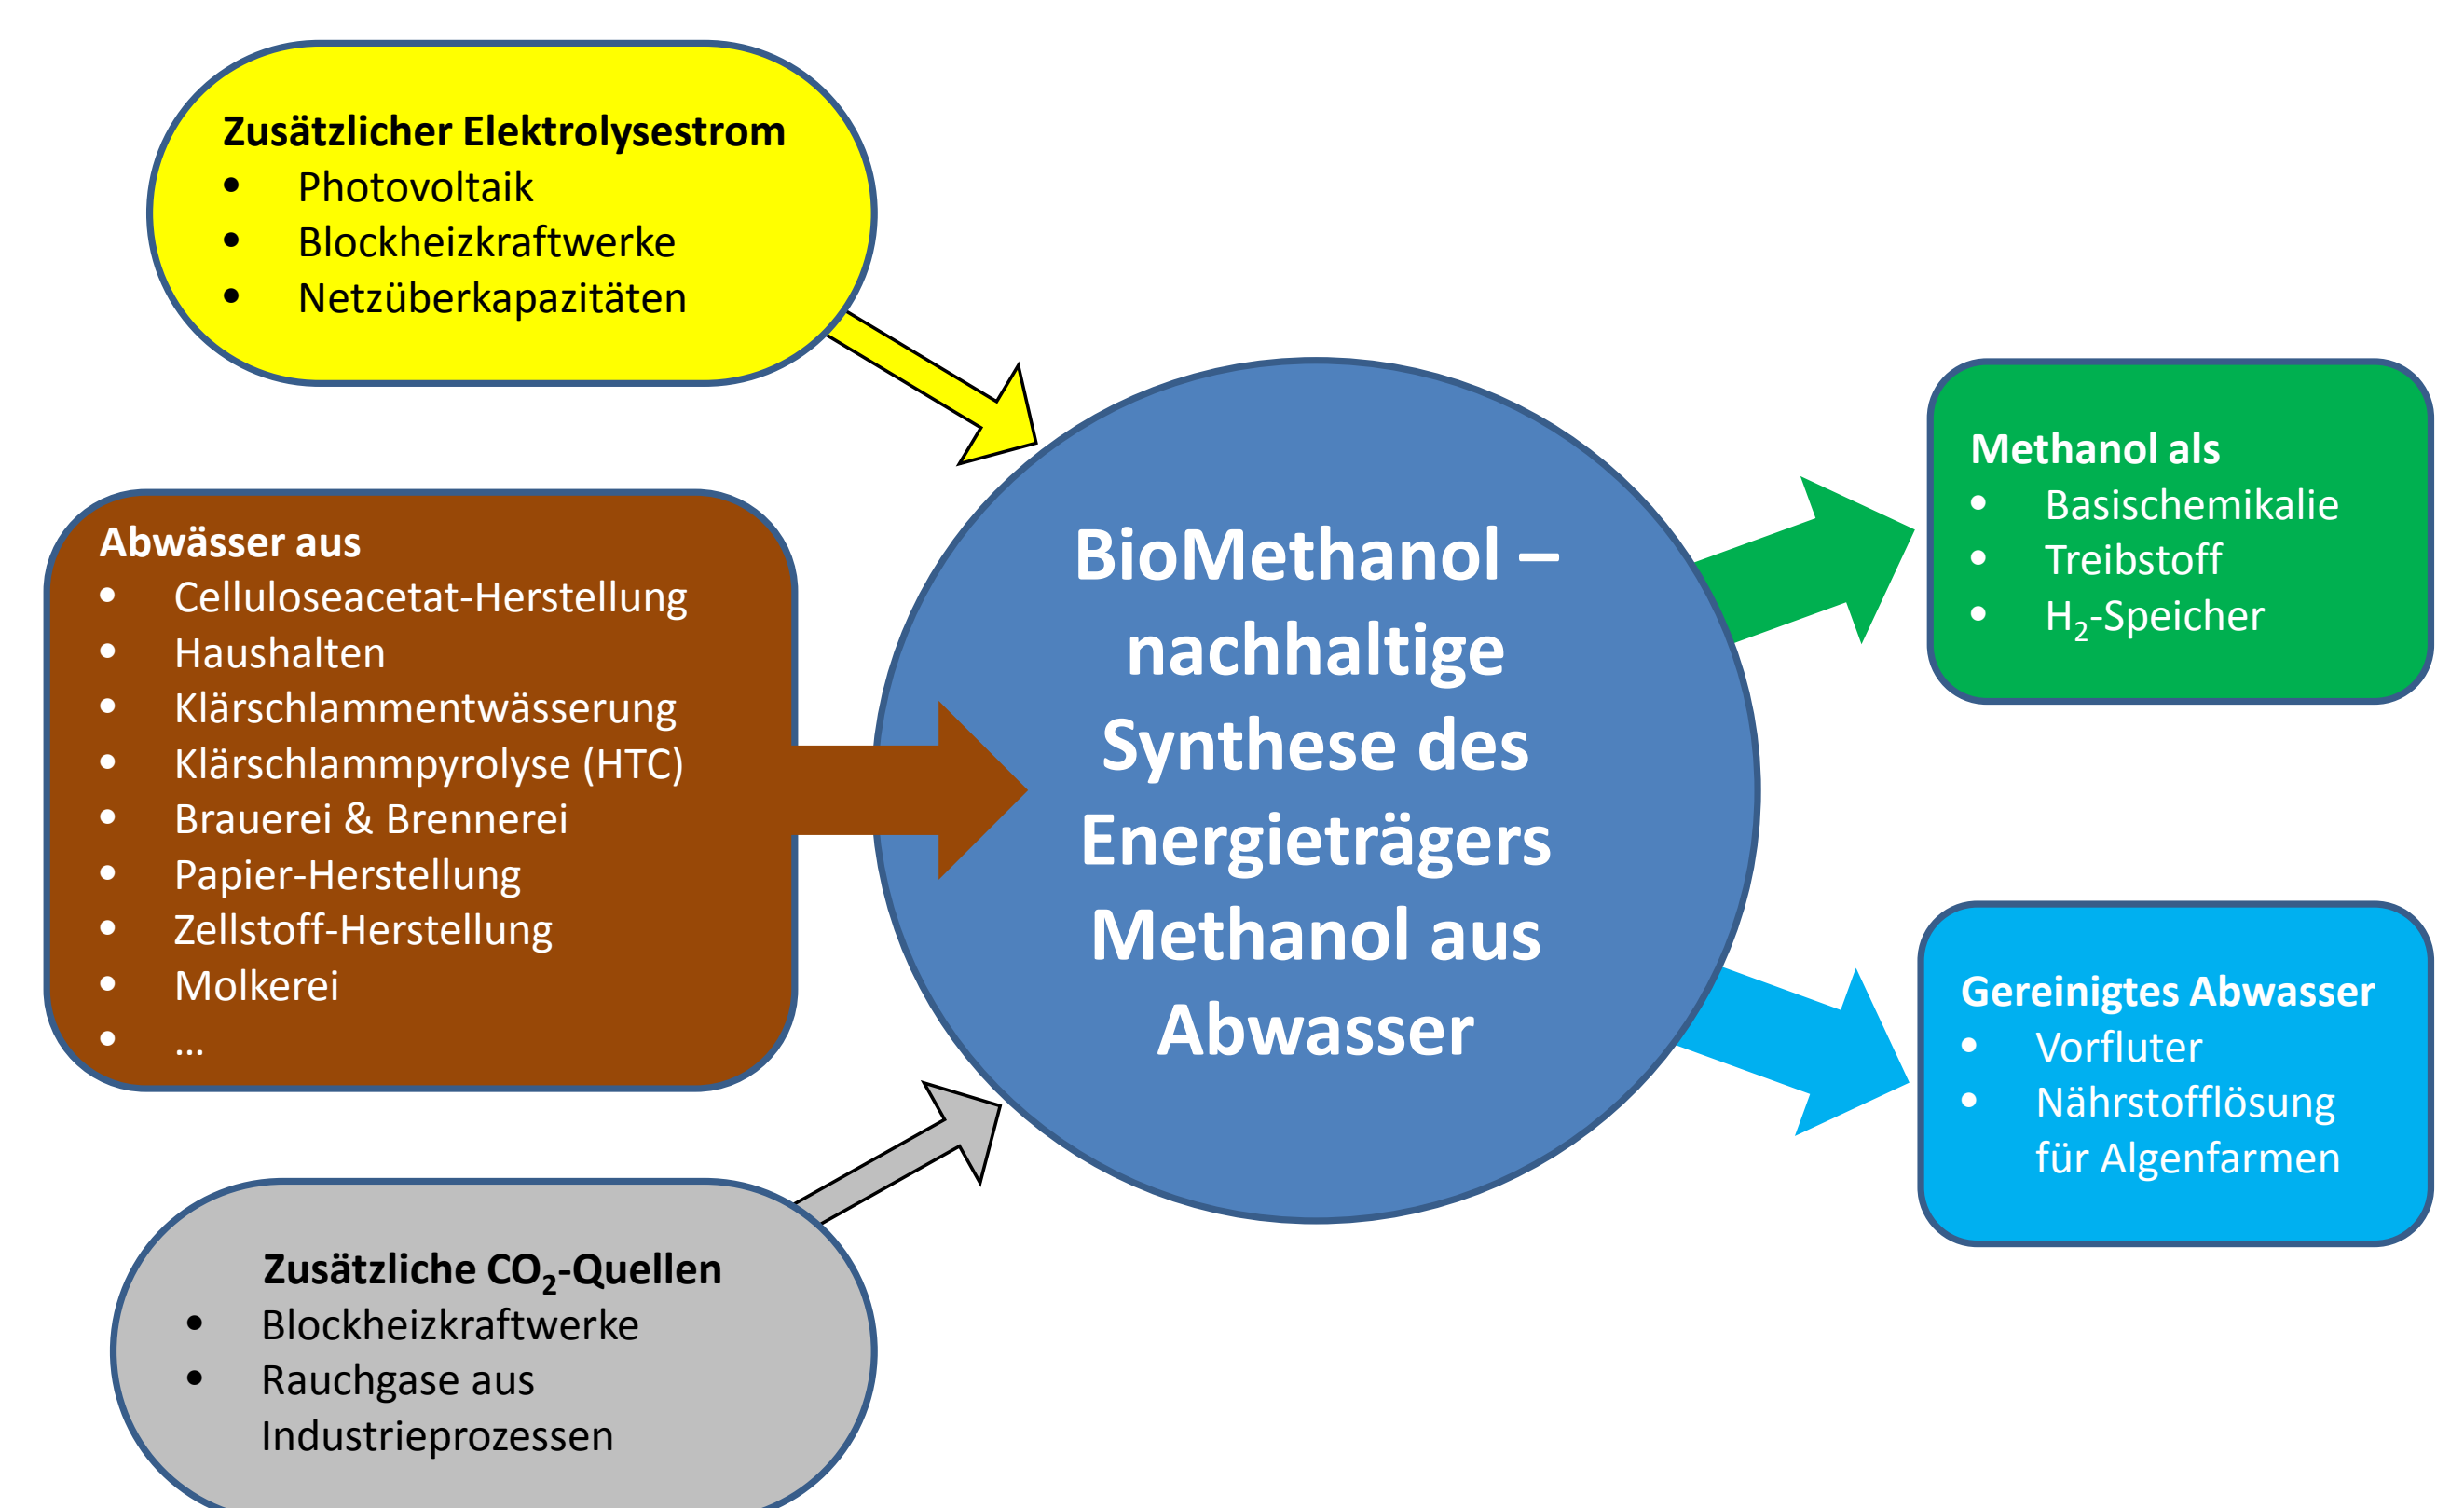 Zusätzlicher Elektrolysestrom
• Photovoltaik
• Blockheizkraftwerke
• Netzüberkapazitäten
Abwässer aus
• Celluloseacetat-Herstellung
• Haushalten
• Klärschlammentwässerung
• Klärschlammpyrolyse (HTC)
• Brauerei & Brennerei
• Papier-Herstellung
• Zellstoff-Herstellung
• Molkerei
• ...
Zusätzliche CO₂-Quellen
• Blockheizkraftwerke
• Rauchgase aus
Industrieprozessen
BioMethanol –
nachhaltige
Synthese des
Energieträgers
Methanol aus
Abwasser
Methanol als
• Basischemikalie
• Treibstoff
• H₂-Speicher
Gereinigtes Abwasser
• Vorfluter
• Nährstofflösung
für Algenfarmen